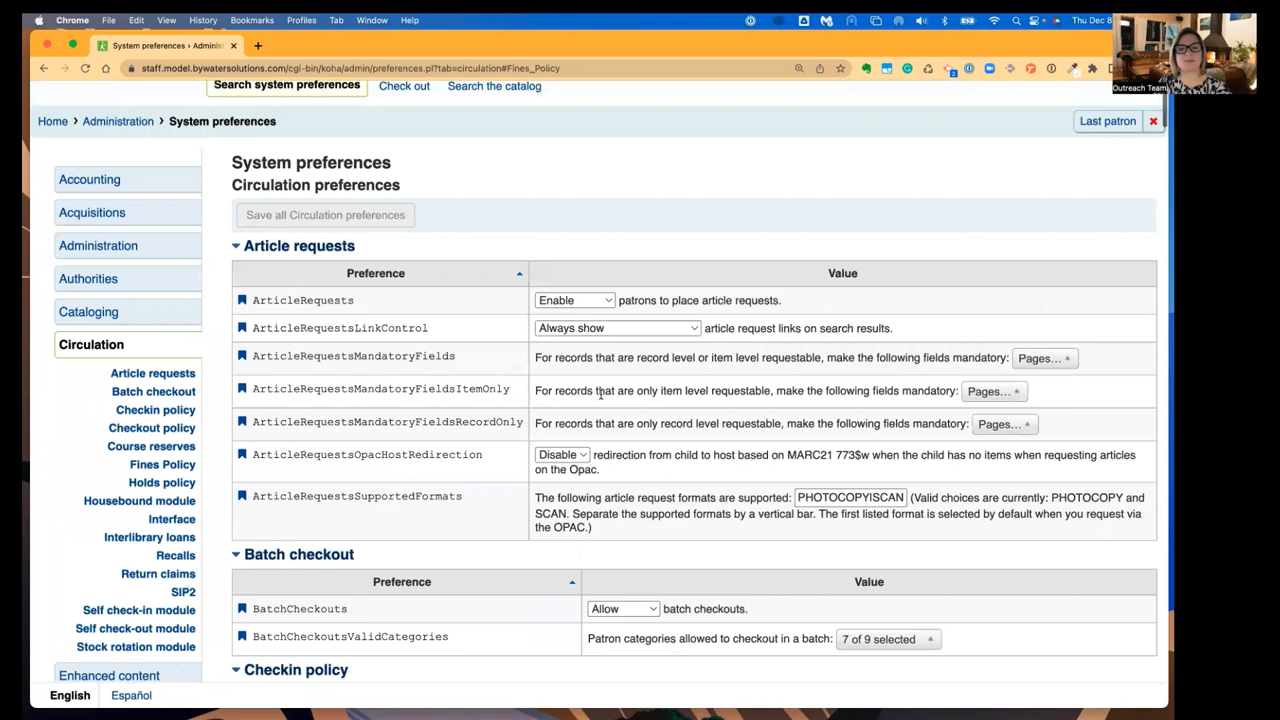 Chrome File Edit View History Bookmarks Profiles Tab Window Help Thu Dec 8
System preferences › Adminis
staff.model.bywatersolutions.com/cgi-bin/koha/admin/preferences.pl?tab=circulation#Fines_Policy
Outreach Team
Search system preferences Check out Search the catalog
Home › Administration › System preferences Last patron
System preferences
Circulation preferences
Save all Circulation preferences
Accounting
Acquisitions
Administration
Authorities
Cataloging
Circulation
Article requests
Batch checkout
Checkin policy
Checkout policy
Course reserves
Fines Policy
Holds policy
Housebound module
Interface
Interlibrary loans
Recalls
Return claims
SIP2
Self check-in module
Self check-out module
Stock rotation module
Enhanced content
English Español
Article requests
Preference Value
ArticleRequests Enable patrons to place article requests.
ArticleRequestsLinkControl Always show article request links on search results.
ArticleRequestsMandatoryFields For records that are record level or item level requestable, make the following fields mandatory: Pages...
ArticleRequestsMandatoryFieldsItemOnly For records that are only item level requestable, make the following fields mandatory: Pages...
ArticleRequestsMandatoryFieldsRecordOnly For records that are only record level requestable, make the following fields mandatory: Pages...
ArticleRequestsOpacHostRedirection Disable redirection from child to host based on MARC21 773$w when the child has no items when requesting articles
on the Opac.
ArticleRequestsSupportedFormats The following article request formats are supported: PHOTOCOPY|SCAN (Valid choices are currently: PHOTOCOPY and
SCAN. Separate the supported formats by a vertical bar. The first listed format is selected by default when you request via
the OPAC.)
Batch checkout
Preference Value
BatchCheckouts Allow batch checkouts.
BatchCheckoutsValidCategories Patron categories allowed to checkout in a batch: 7 of 9 selected
Checkin policy